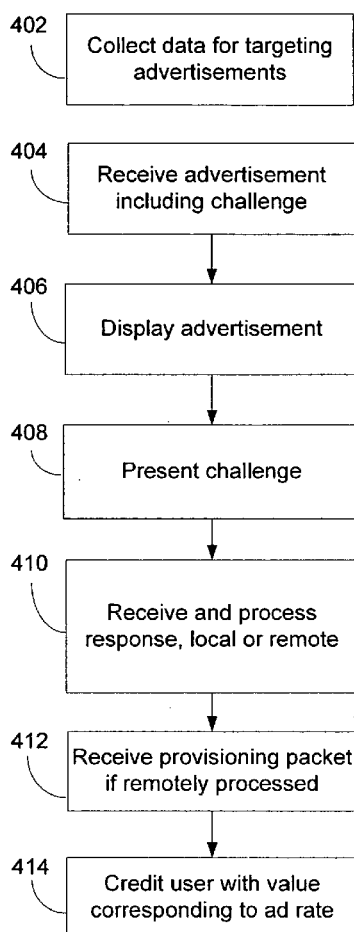 402
Collect data for targeting
advertisements
404
Receive advertisement
including challenge
406
Display advertisement
408
Present challenge
410
Receive and process
response, local or remote
412
Receive provisioning packet
if remotely processed
414
Credit user with value
corresponding to ad rate